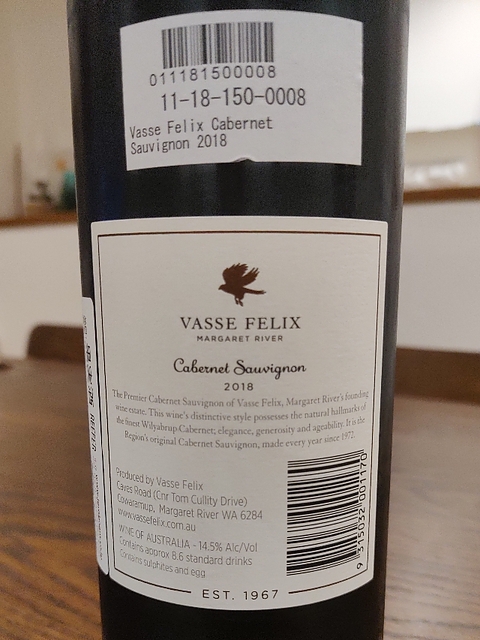 011181500008
11-18-150-0008
Vasse Felix Cabernet
Sauvignon 2018
VASSE FELIX
MARGARET RIVER
Cabernet Sauvignon
2018
The Premier Cabernet Sauvignon of Vasse Felix, Margaret River's founding
wine estate. This wine's distinctive style possesses the natural hallmarks of
the finest Wilyabrup Cabernet; elegance, generosity and ageability. It is the
Region's original Cabernet Sauvignon, made every year since 1972.
Produced by Vasse Felix
Caves Road (Cnr Tom Cullity Drive)
Cowaramup, Margaret River WA 6284
www.vassefelix.com.au
WINE OF AUSTRALIA - 14.5% Alc/Vol
Contains approx 8.6 standard drinks
Contains sulphites and egg
9 315032 001170
EST. 1967